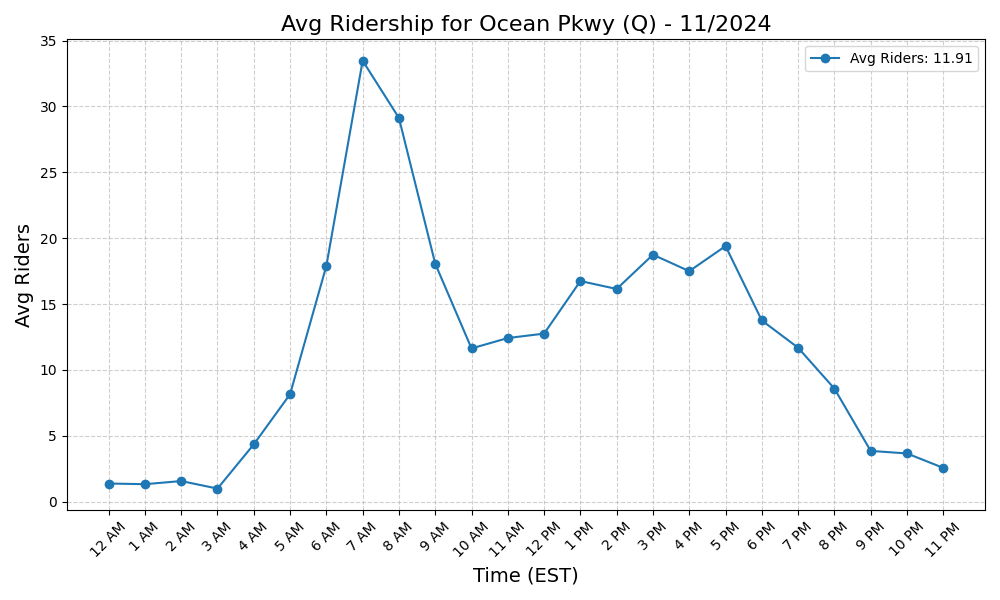 Avg Ridership for Ocean Pkwy (Q) - 11/2024
Avg Riders: 11.91
Avg Riders
35
30
25
20
15
10
5
0
12 AM
1 AM
2 AM
3 AM
4 AM
5 AM
6 AM
7 AM
8 AM
9 AM
10 AM
11 AM
12 PM
1 PM
2 PM
3 PM
4 PM
5 PM
6 PM
7 PM
8 PM
9 PM
10 PM
11 PM
Time (EST)